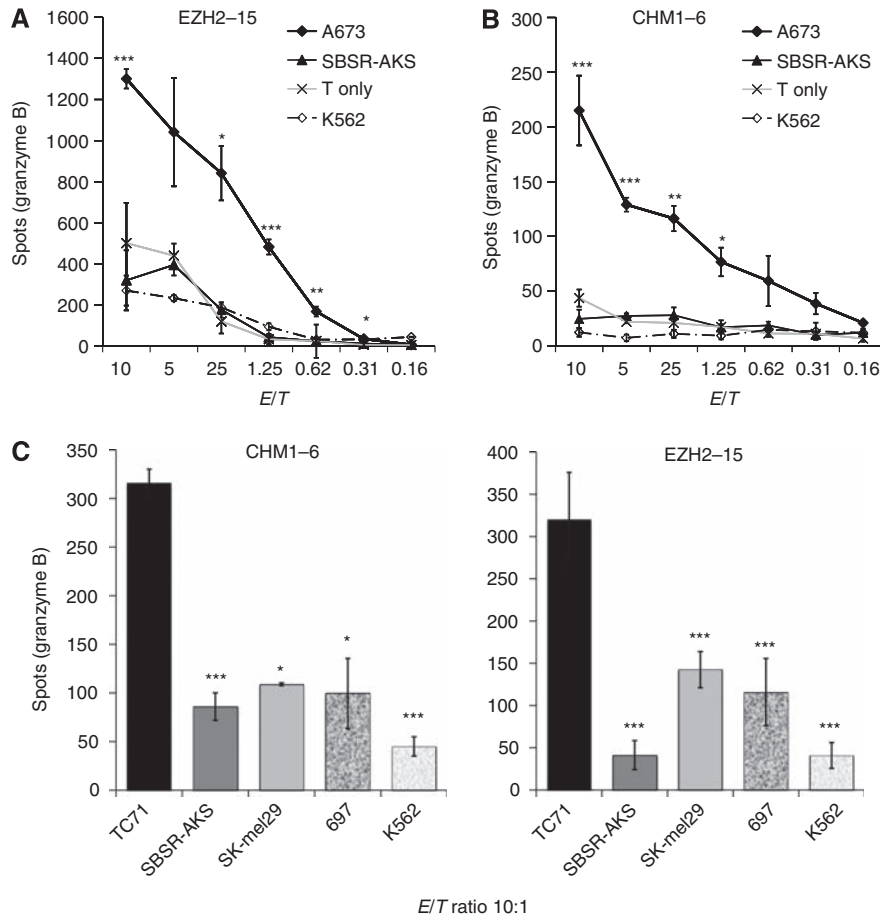 A
EZH2–15
Spots (granzyme B)
1600
1400
1200
1000
800
600
400
200
0
***
*
***
**
*
A673
SBSR-AKS
T only
K562
10 5 25 1.25 0.62 0.31 0.16
E/T
B
CHM1–6
Spots (granzyme B)
300
250
200
150
100
50
0
***
***
**
*
A673
SBSR-AKS
T only
K562
10 5 25 1.25 0.62 0.31 0.16
E/T
C
CHM1–6
Spots (granzyme B)
350
300
250
200
150
100
50
0
***
*
*
***
TC71
SBSR-AKS
SK-mel29
697
K562
EZH2–15
400
350
300
250
200
150
100
50
0
***
***
***
***
TC71
SBSR-AKS
SK-mel29
697
K562
E/T ratio 10:1